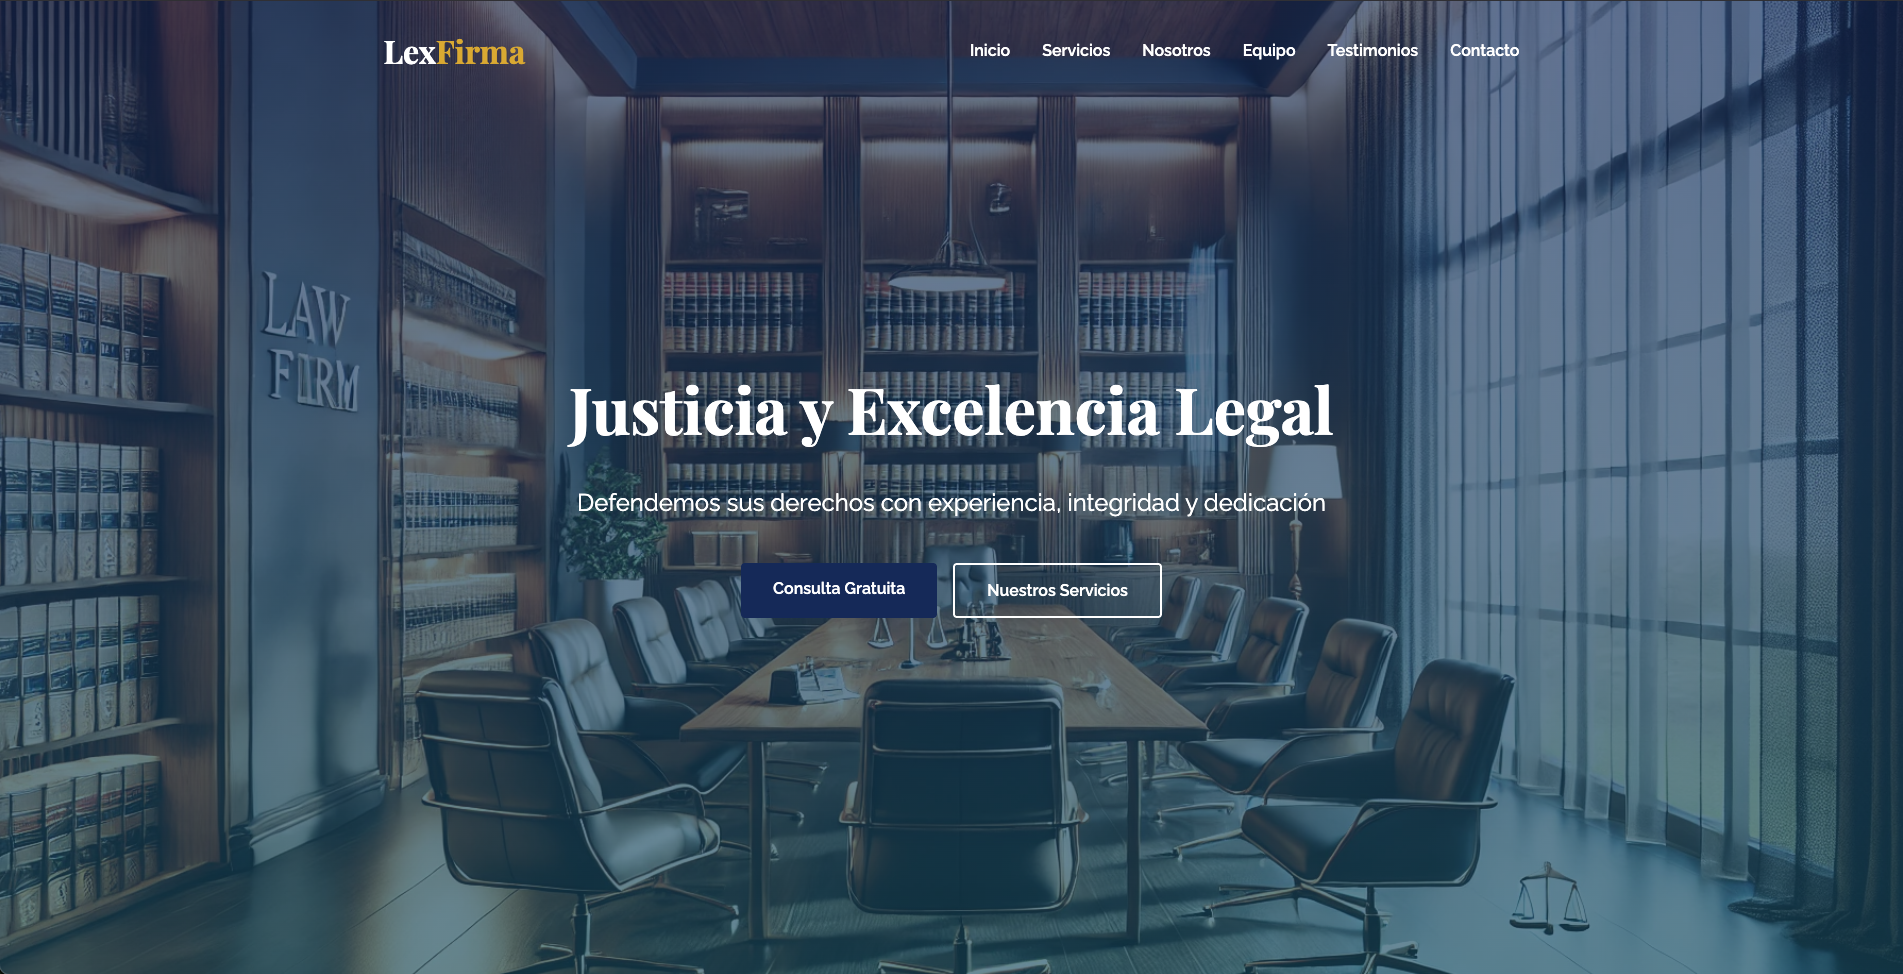 LexFirma
Inicio Servicios Nosotros Equipo Testimonios Contacto
LAW
FIRM
Justicia y Excelencia Legal
Defendemos sus derechos con experiencia, integridad y dedicación
Consulta Gratuita
Nuestros Servicios